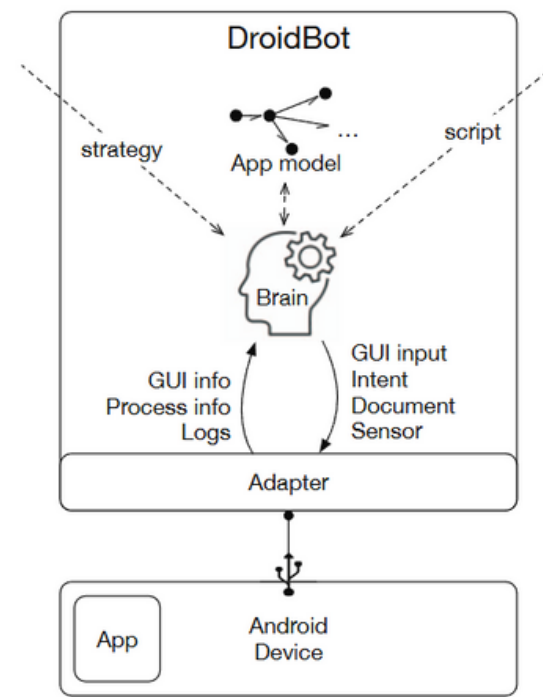 DroidBot
strategy
script
...
App model
Brain
GUI info
Process info
Logs
GUI input
Intent
Document
Sensor
Adapter
App
Android
Device